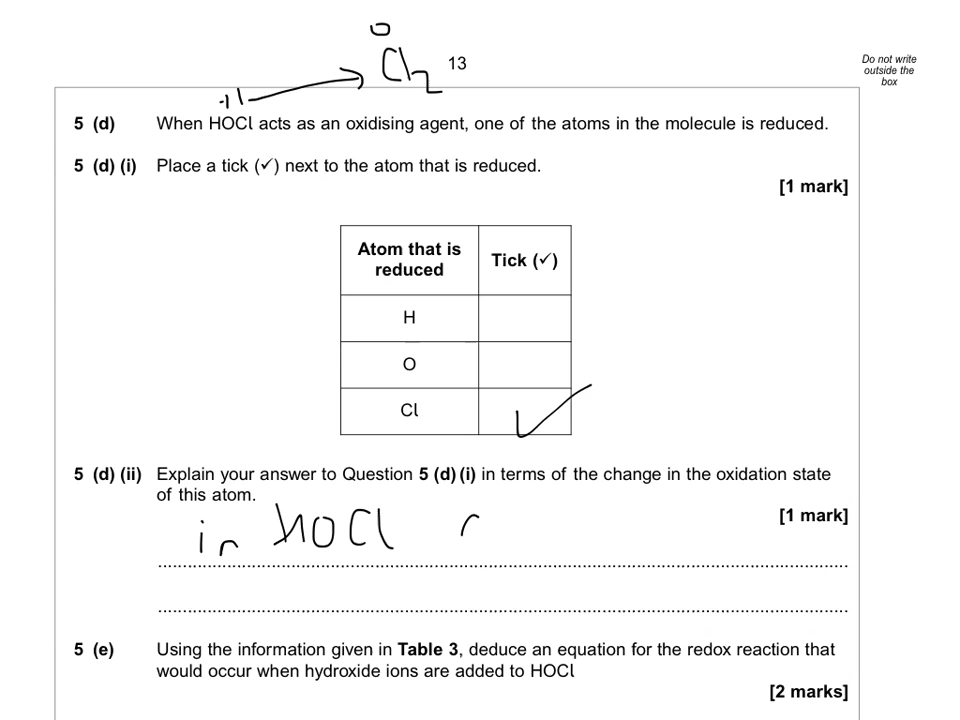 0
Cl2
13
Do not write
outside the
box
5 (d) When HOCl acts as an oxidising agent, one of the atoms in the molecule is reduced.
5 (d) (i) Place a tick (✓) next to the atom that is reduced.
[1 mark]
Atom that is reduced Tick (✓)
H
O
Cl ✓
5 (d) (ii) Explain your answer to Question 5 (d) (i) in terms of the change in the oxidation state
of this atom.
[1 mark]
in HOCl
5 (e) Using the information given in Table 3, deduce an equation for the redox reaction that
would occur when hydroxide ions are added to HOCl
[2 marks]